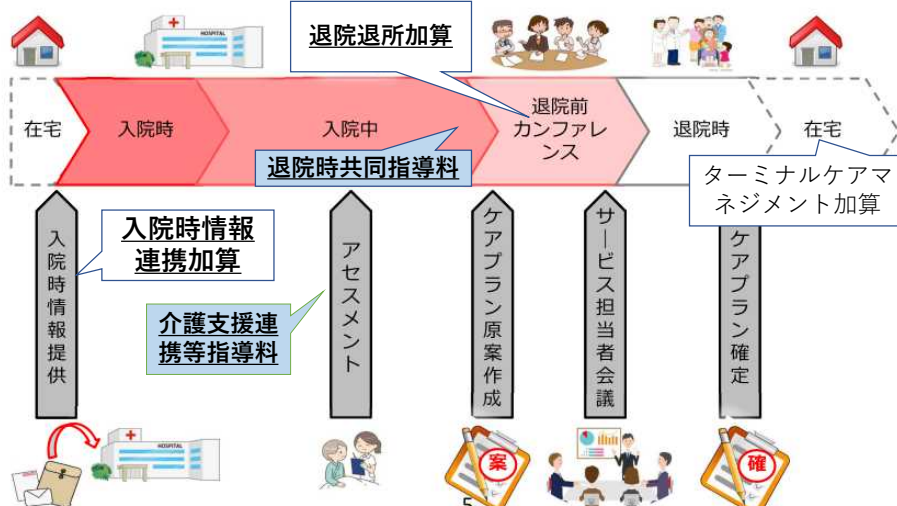 HOSPITAL
退院退所加算
在宅
入院時
入院中
退院前
カンファレ
ンス
退院時
在宅
退院時共同指導料
ターミナルケアマ
ネジメント加算
入院時情報提供
入院時情報
連携加算
アセスメント
介護支援連
携等指導料
ケアプラン原案作成
サービス担当者会議
ケアプラン確定
HOSPITAL
案
確
5